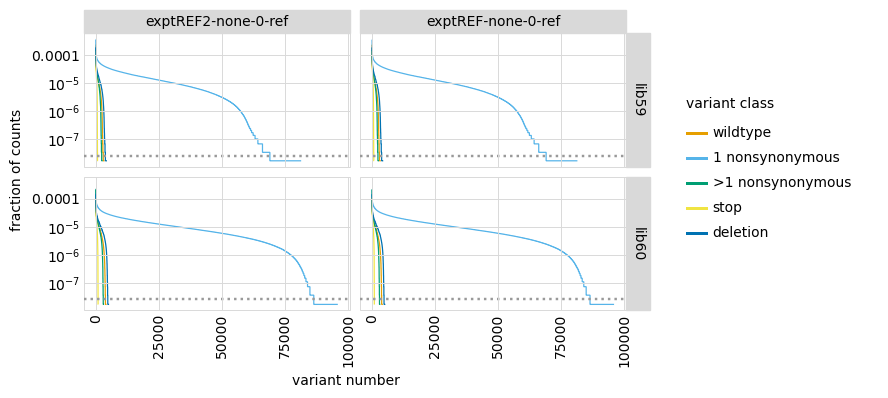 exptREF2-none-0-ref
exptREF-none-0-ref
fraction of counts
0.0001
10⁻⁵
10⁻⁶
10⁻⁷
lib59
0.0001
10⁻⁵
10⁻⁶
10⁻⁷
lib60
0
25000
50000
75000
100000
0
25000
50000
75000
100000
variant number
variant class
wildtype
1 nonsynonymous
>1 nonsynonymous
stop
deletion